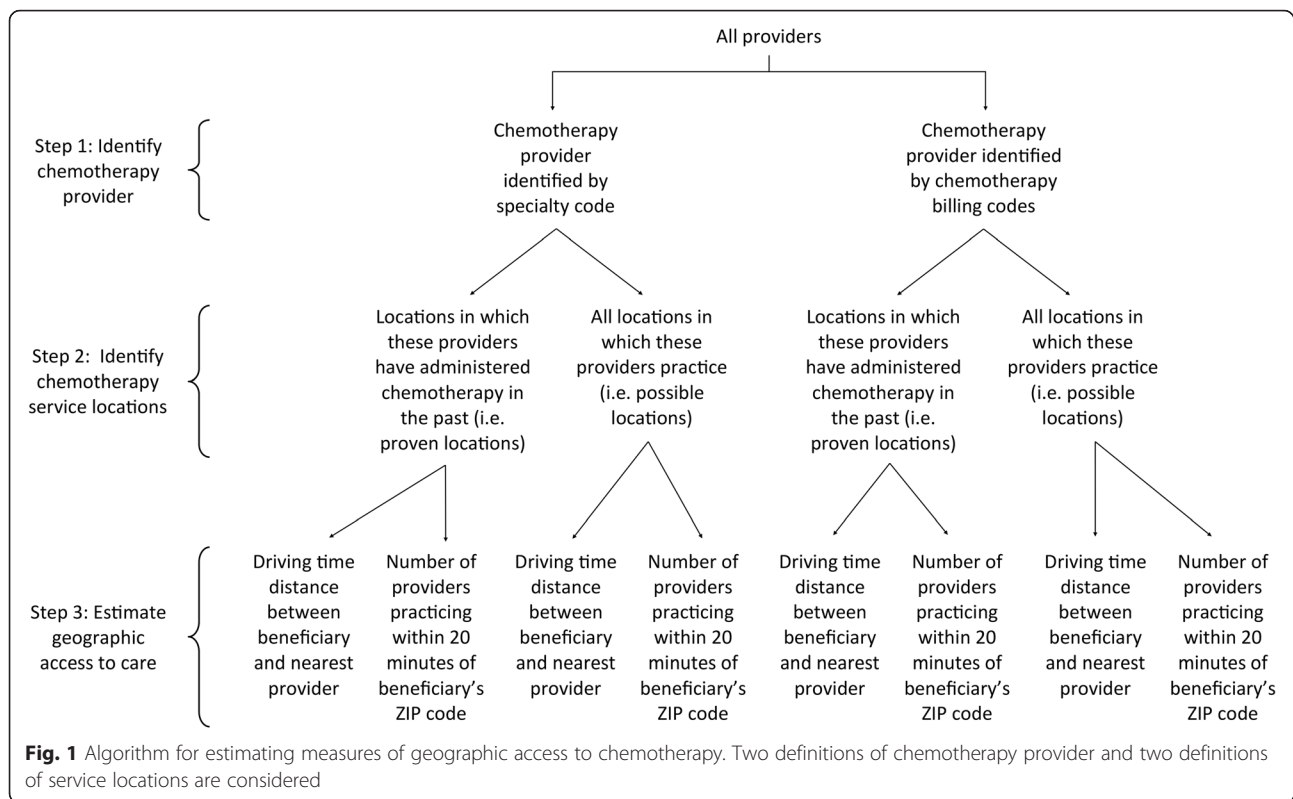 All providers
Step 1: Identify
chemotherapy
provider
Chemotherapy
provider
identified by
specialty code
Chemotherapy
provider identified
by chemotherapy
billing codes
Step 2: Identify
chemotherapy
service locations
Locations in which
these providers
have administered
chemotherapy in
the past (i.e.
proven locations)
All locations in
which these
providers practice
(i.e. possible
locations)
Locations in which
these providers
have administered
chemotherapy in
the past (i.e.
proven locations)
All locations in
which these
providers practice
(i.e. possible
locations)
Step 3: Estimate
geographic
access to care
Driving time
distance
between
beneficiary
and nearest
provider
Number of
providers
practicing
within 20
minutes of
beneficiary's
ZIP code
Driving time
distance
between
beneficiary
and nearest
provider
Number of
providers
practicing
within 20
minutes of
beneficiary's
ZIP code
Driving time
distance
between
beneficiary
and nearest
provider
Number of
providers
practicing
within 20
minutes of
beneficiary's
ZIP code
Driving time
distance
between
beneficiary
and nearest
provider
Number of
providers
practicing
within 20
minutes of
beneficiary's
ZIP code
Fig. 1 Algorithm for estimating measures of geographic access to chemotherapy. Two definitions of chemotherapy provider and two definitions
of service locations are considered